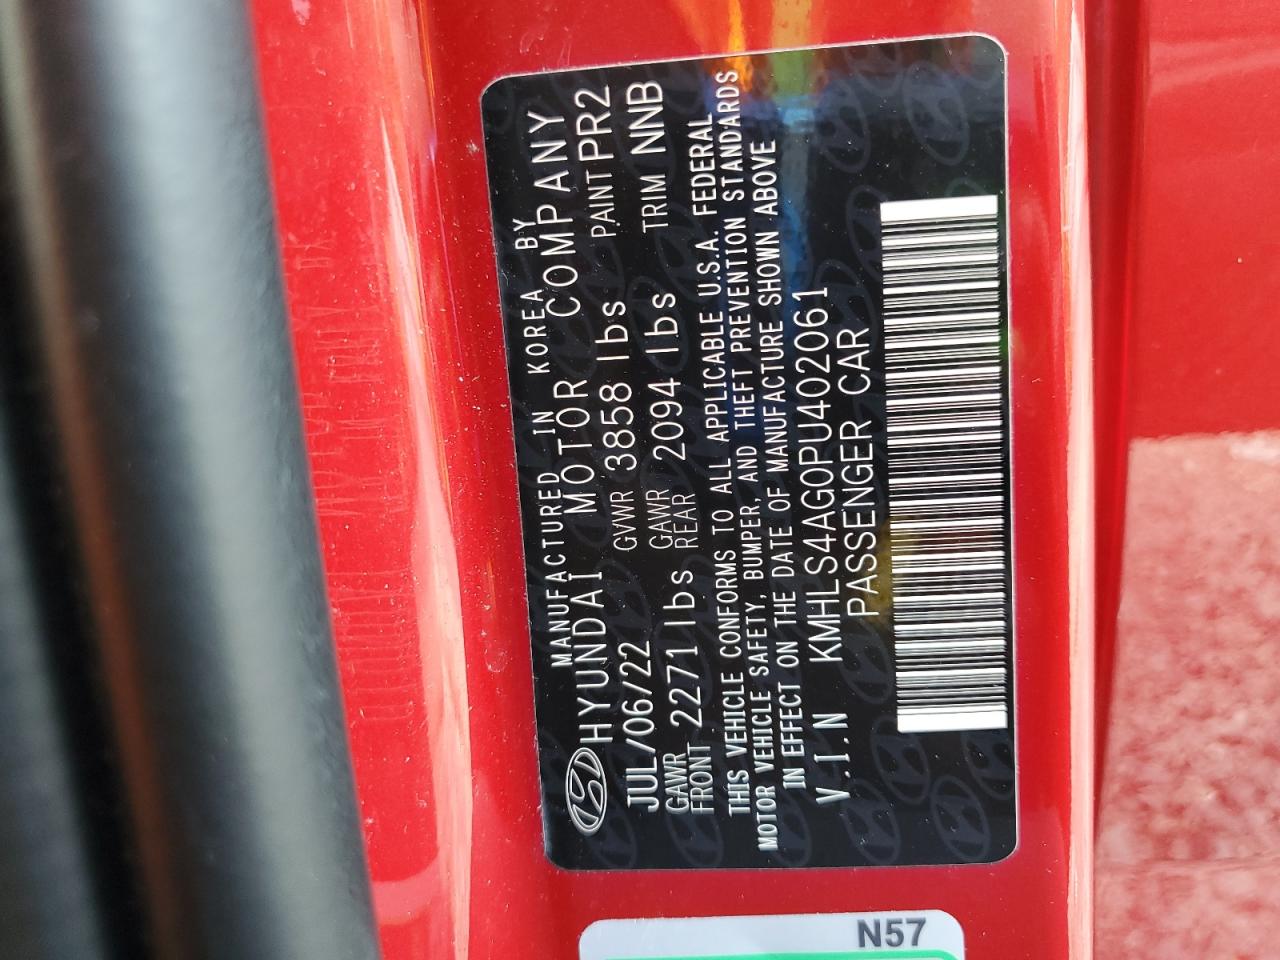 MANUFACTURED IN KOREA BY
HYUNDAI MOTOR COMPANY
JUL/06/22 GVWR 3858 lbs PAINT PR2
GAWR FRONT 2271 lbs GAWR REAR 2094 lbs TRIM NNB
THIS VEHICLE CONFORMS TO ALL APPLICABLE U.S.A. FEDERAL
MOTOR VEHICLE SAFETY, BUMPER, AND THEFT PREVENTION STANDARDS
IN EFFECT ON THE DATE OF MANUFACTURE SHOWN ABOVE
V.I.N KMHLS4AG0PU402061
PASSENGER CAR
N57